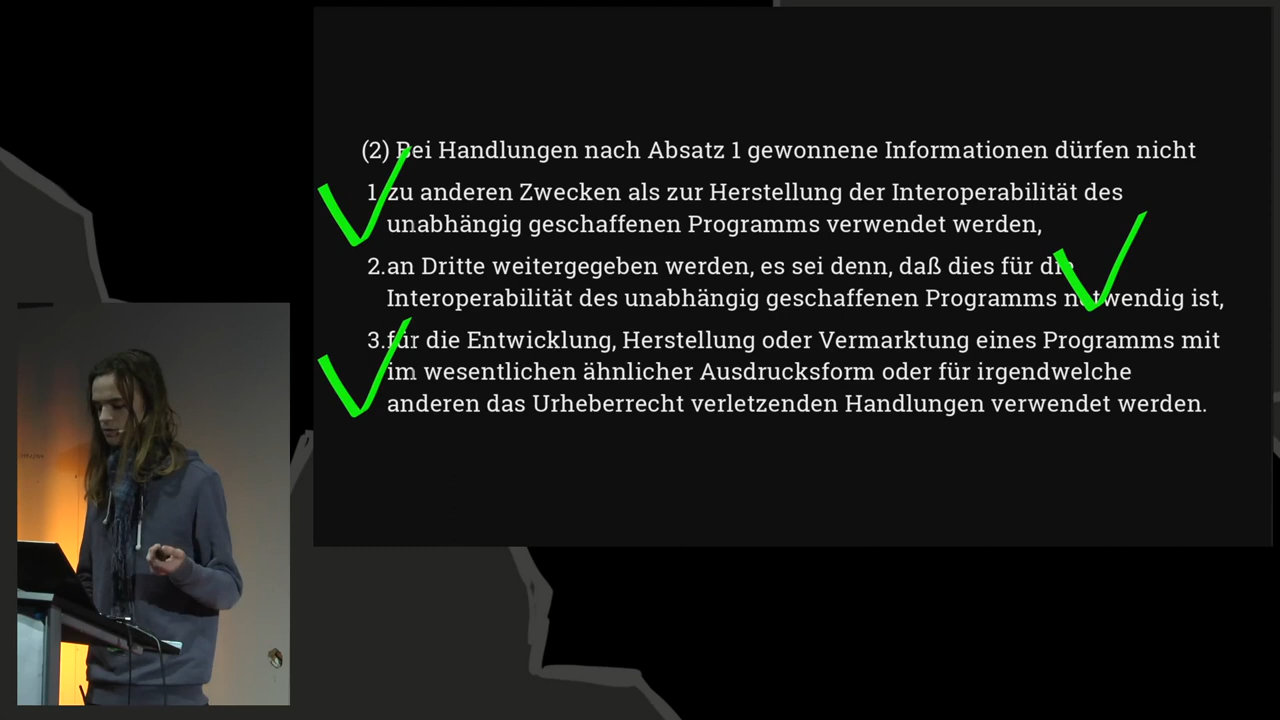 (2) Bei Handlungen nach Absatz 1 gewonnene Informationen dürfen nicht
1. zu anderen Zwecken als zur Herstellung der Interoperabilität des
unabhängig geschaffenen Programms verwendet werden,
2. an Dritte weitergegeben werden, es sei denn, daß dies für die
Interoperabilität des unabhängig geschaffenen Programms notwendig ist,
3. für die Entwicklung, Herstellung oder Vermarktung eines Programms mit
im wesentlichen ähnlicher Ausdrucksform oder für irgendwelche
anderen das Urheberrecht verletzenden Handlungen verwendet werden.